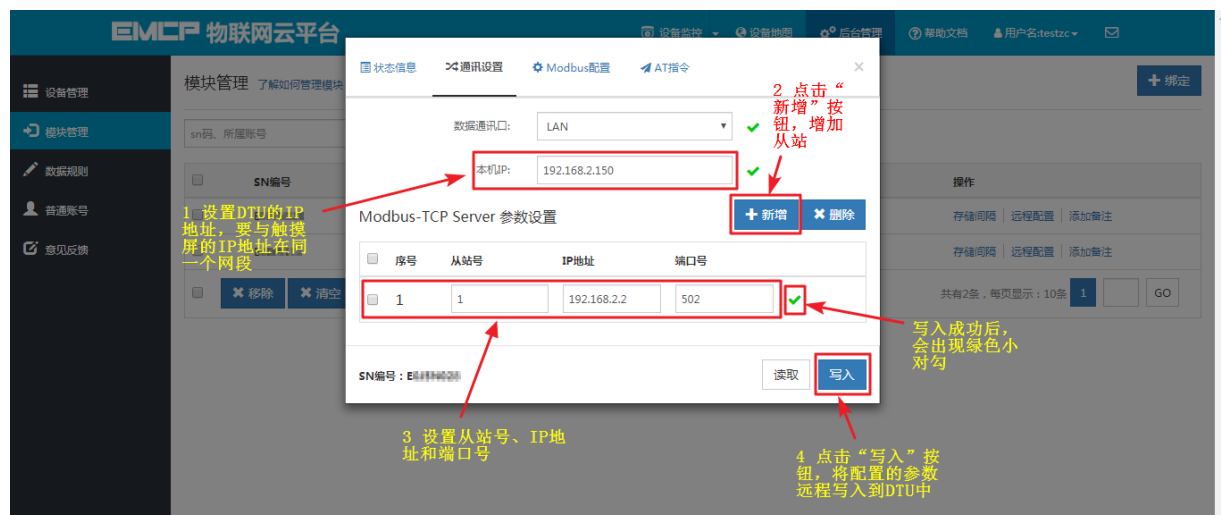 EMCP 物联网云平台
设备监控 设备地图 后台管理 帮助文档 用户名:testzc
设备管理
模块管理
数据规则
普通账号
意见反馈
模块管理 了解如何管理模块
绑定
sn码、所属账号
SN编号
操作
存储间隔 远程配置 添加备注
存储间隔 远程配置 添加备注
移除 清空
共有2条，每页显示：10条 1 GO
状态信息 通讯设置 Modbus配置 AT指令 ×
数据通讯口: LAN
本机IP: 192.168.2.150
Modbus-TCP Server 参数设置
新增 删除
序号 从站号 IP地址 端口号
1 1 192.168.2.2 502
SN编号：
读取 写入
1 设置DTU的IP
地址，要与触摸
屏的IP地址在同
一个网段
2 点击“
新增”按
钮，增加
从站
3 设置从站号、IP地
址和端口号
写入成功后，
会出现绿色小
对勾
4 点击“写入”按
钮，将配置的参数
远程写入到DTU中